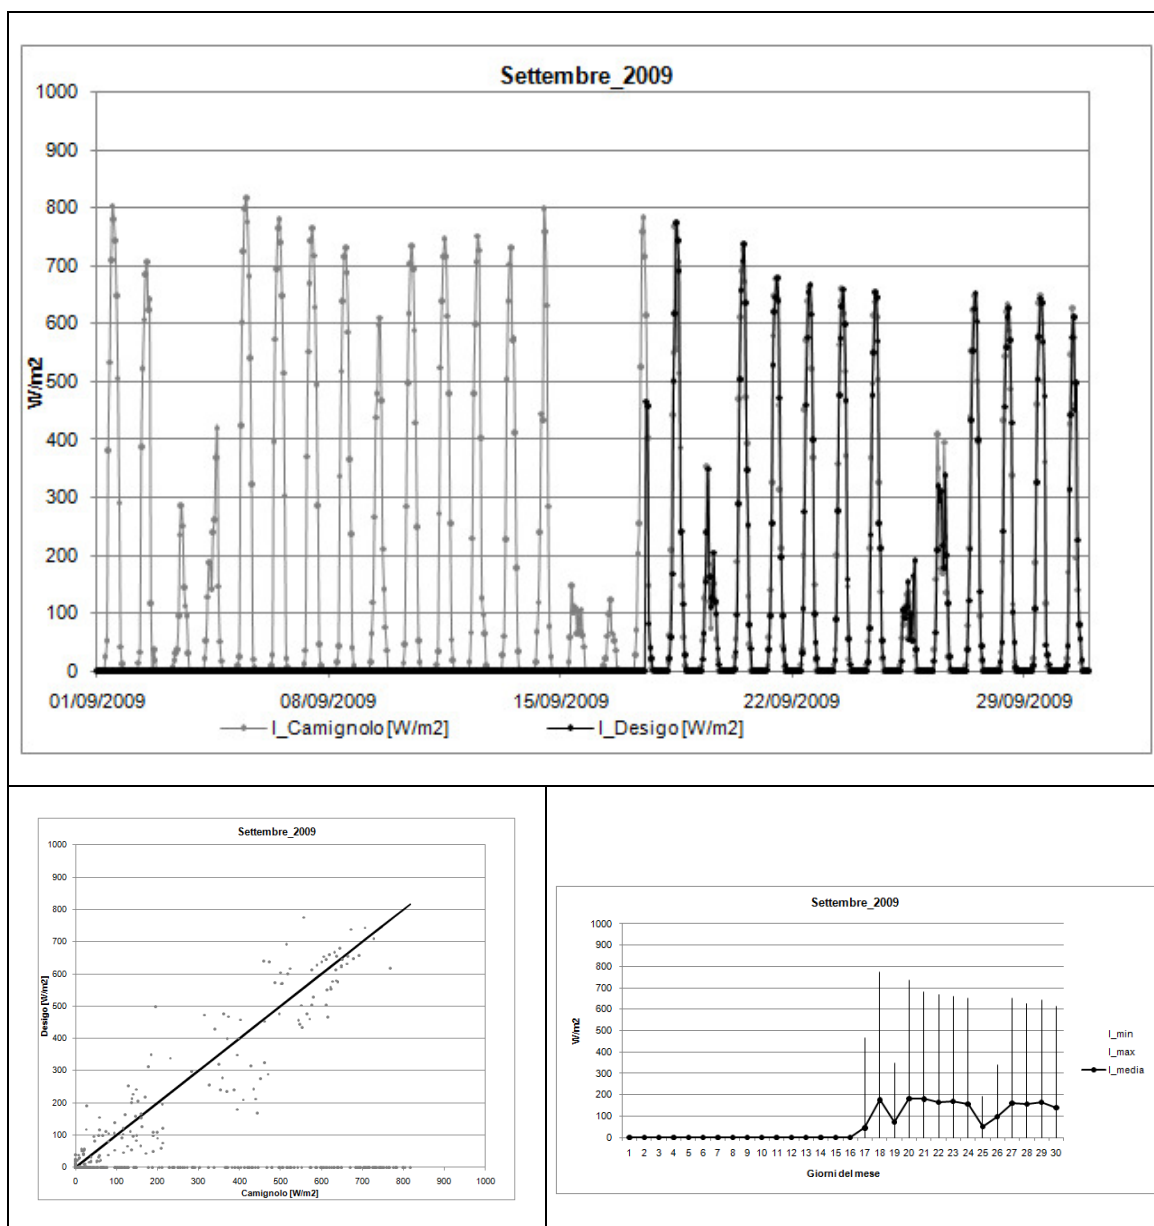 Settembre_2009
1000
900
800
700
600
500
400
300
200
100
0
W/m2
01/09/2009 08/09/2009 15/09/2009 22/09/2009 29/09/2009
I_Camignolo [W/m2] I_Desigo [W/m2]
Settembre_2009
1000
900
800
700
600
500
400
300
200
100
0
Desigo [W/m2]
0 100 200 300 400 500 600 700 800 900 1000
Camignolo [W/m2]
Settembre_2009
1000
900
800
700
600
500
400
300
200
100
0
W/m2
1 2 3 4 5 6 7 8 9 10 11 12 13 14 15 16 17 18 19 20 21 22 23 24 25 26 27 28 29 30
Giorni del mese
I_min
I_max
I_media